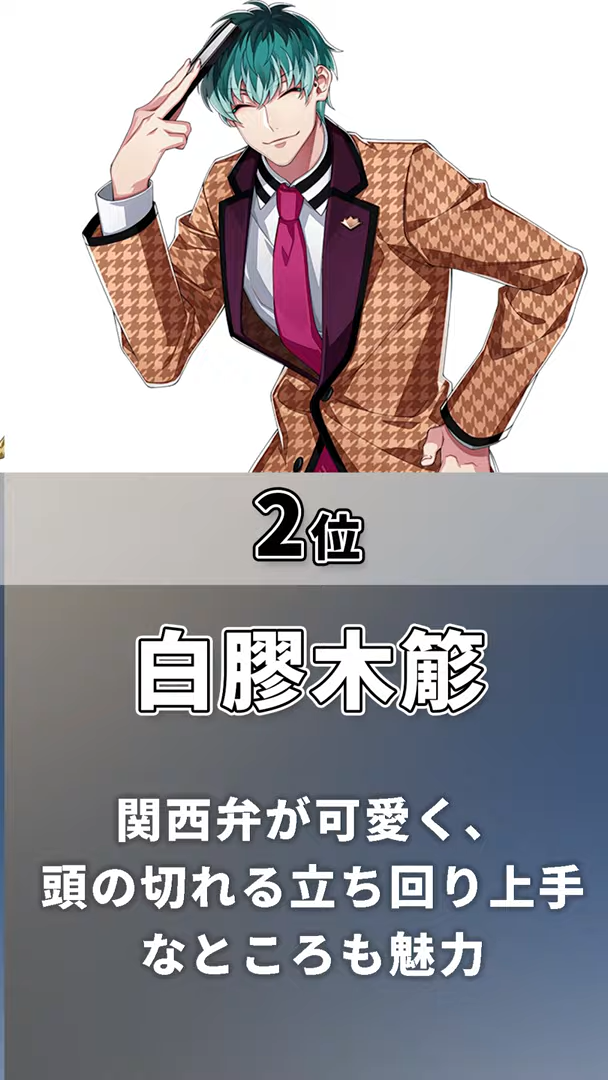 2位
白膠木簓
関西弁が可愛く、
頭の切れる立ち回り上手
なところも魅力